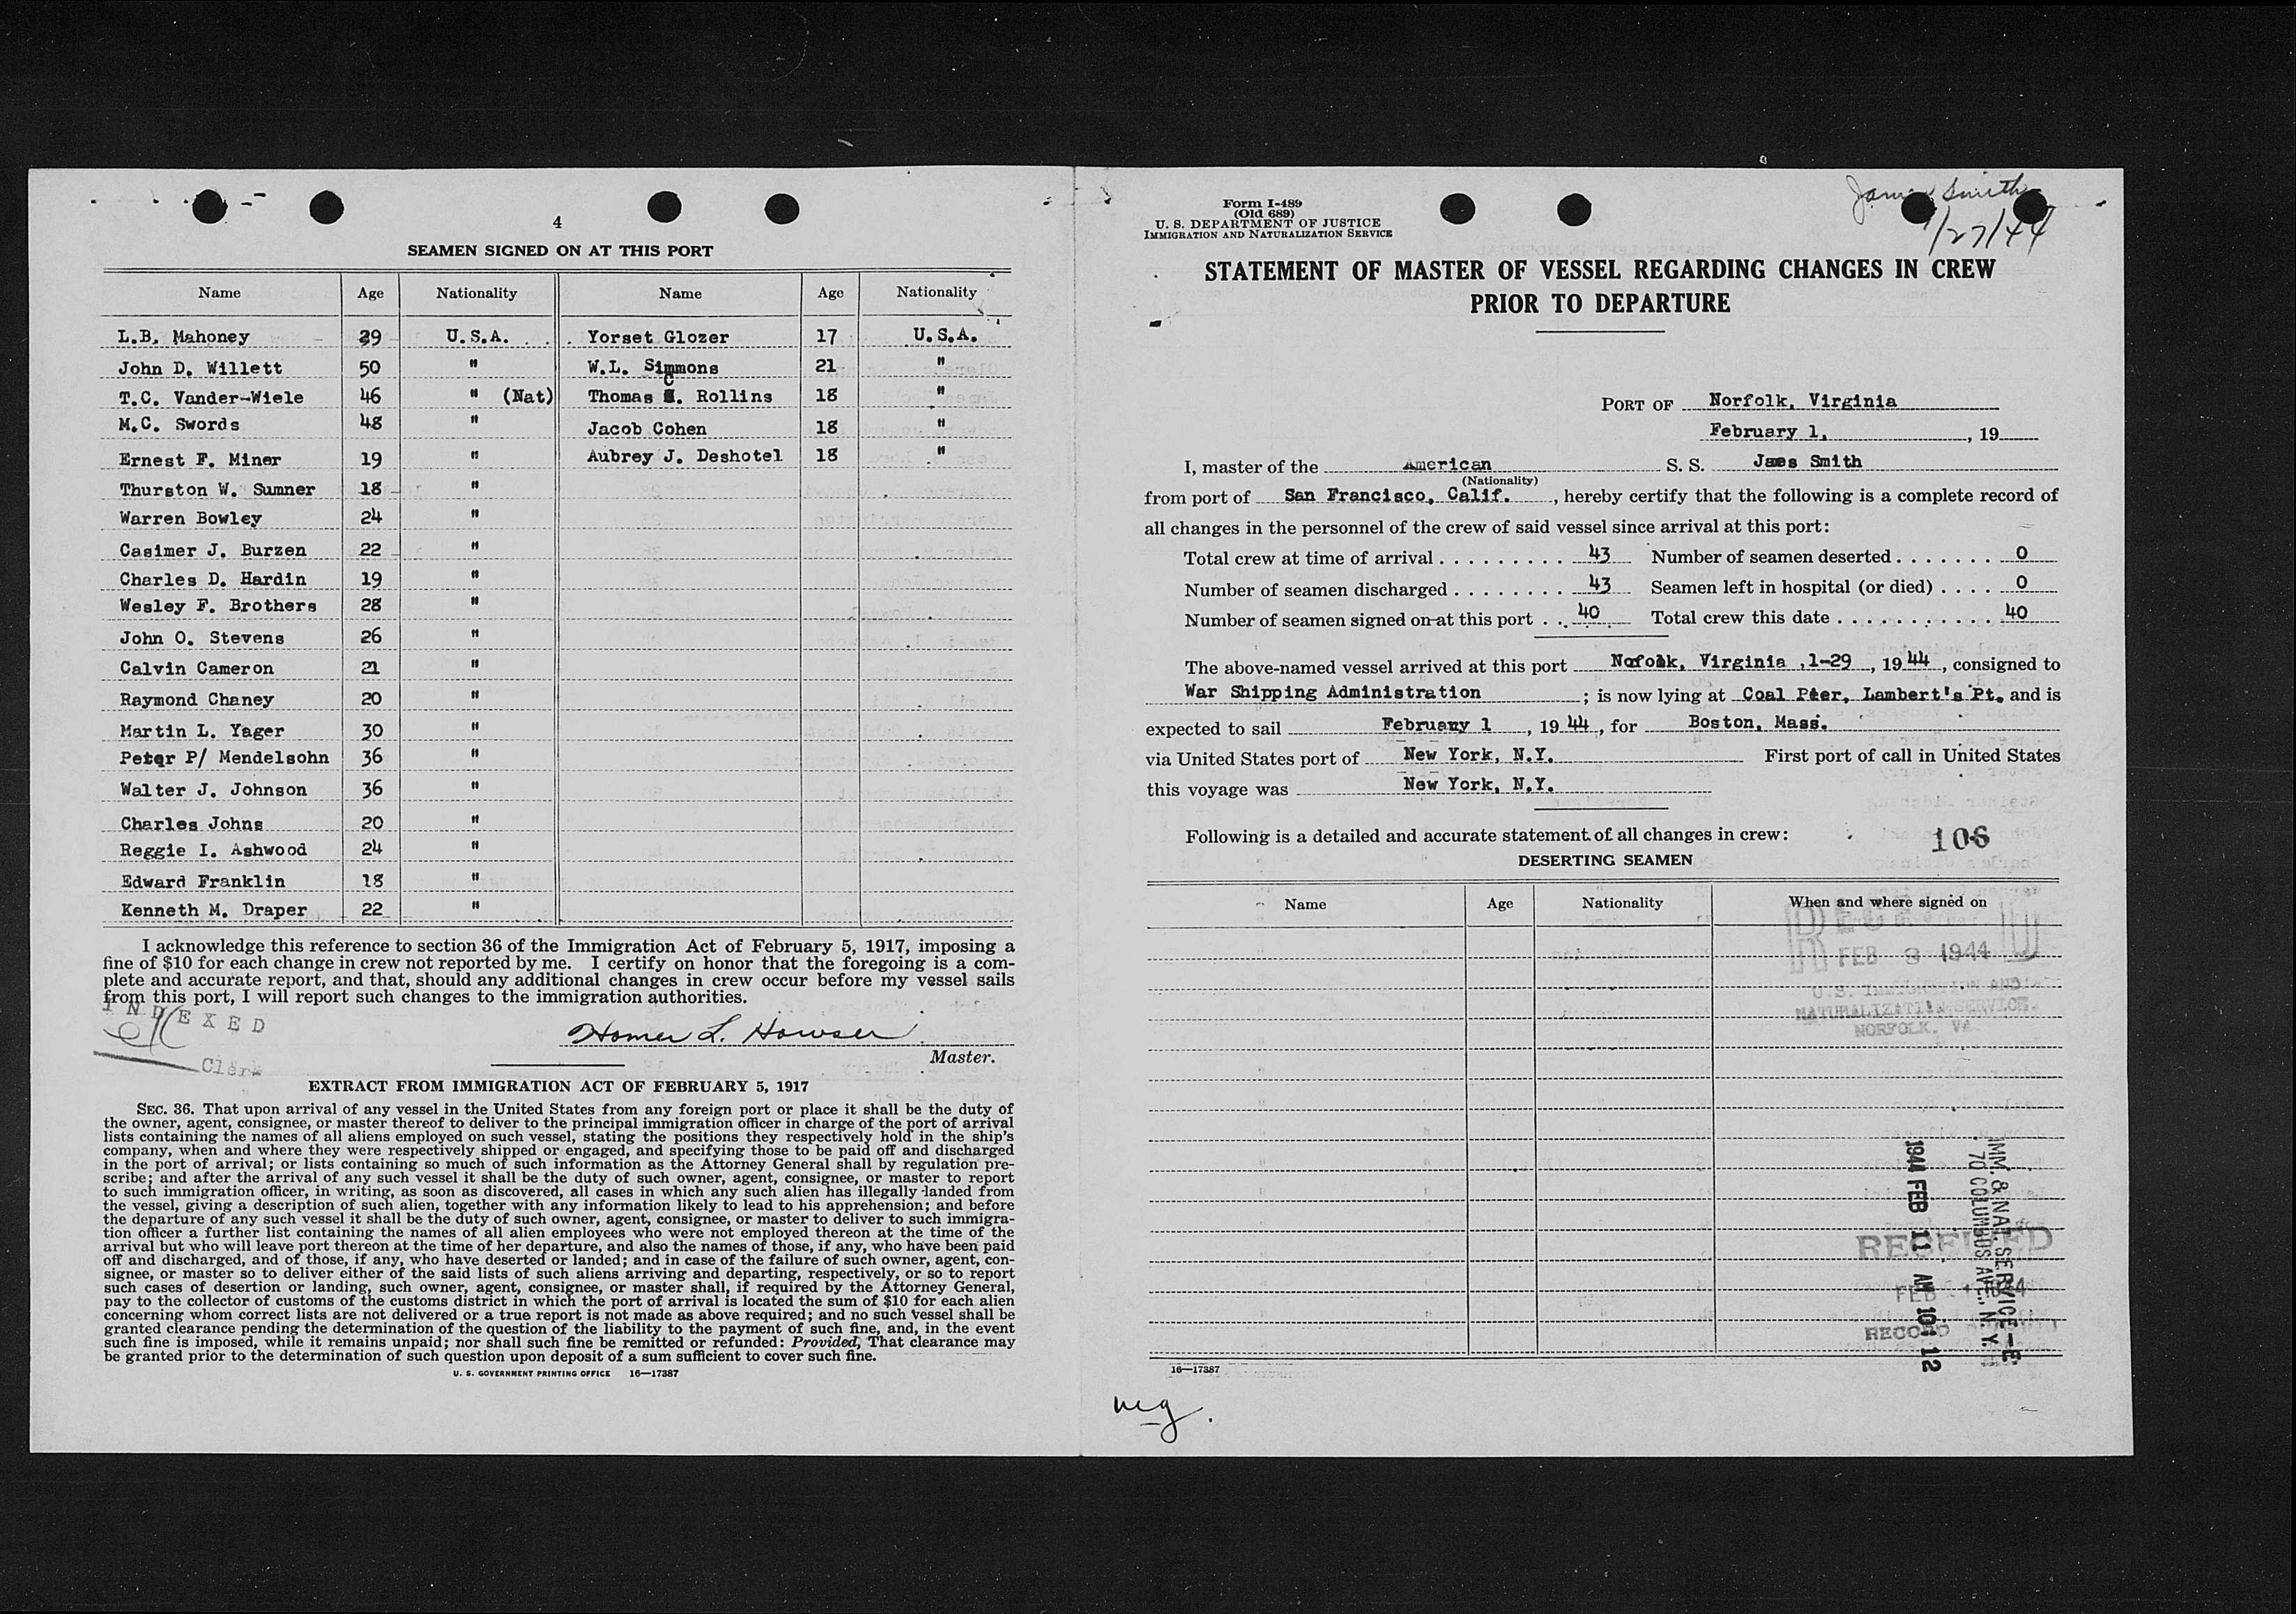 4
SEAMEN SIGNED ON AT THIS PORT
Name Age Nationality Name Age Nationality
L.B. Mahoney 39 U.S.A. Yorset Glozer 17 U.S.A.
John D. Willett 50 " W.L. Simmons 21 "
T.C. Vander-Wiele 46 " (Nat) Thomas C. Rollins 18 "
M.C. Swords 48 " Jacob Cohen 18 "
Ernest F. Miner 19 " Aubrey J. Deshotel 18 "
Thurston W. Sumner 18 "
Warren Bowley 24 "
Casimer J. Burzen 22 "
Charles D. Hardin 19 "
Wesley F. Brothers 28 "
John O. Stevens 26 "
Calvin Cameron 21 "
Raymond Chaney 20 "
Martin L. Yager 30 "
Peter P/ Mendelsohn 36 "
Walter J. Johnson 36 "
Charles Johns 20 "
Reggie I. Ashwood 24 "
Edward Franklin 18 "
Kenneth M. Draper 22 "
I acknowledge this reference to section 36 of the Immigration Act of February 5, 1917, imposing a
fine of $10 for each change in crew not reported by me. I certify on honor that the foregoing is a com-
plete and accurate report, and that, should any additional changes in crew occur before my vessel sails
from this port, I will report such changes to the immigration authorities.
INDEXED
Clerk
Homer L. Howser
Master.
EXTRACT FROM IMMIGRATION ACT OF FEBRUARY 5, 1917
SEC. 36. That upon arrival of any vessel in the United States from any foreign port or place it shall be the duty of
the owner, agent, consignee, or master thereof to deliver to the principal immigration officer in charge of the port of arrival
lists containing the names of all aliens employed on such vessel, stating the positions they respectively hold in the ship's
company, when and where they were respectively shipped or engaged, and specifying those to be paid off and discharged
in the port of arrival; or lists containing so much of such information as the Attorney General shall by regulation pre-
scribe; and after the arrival of any such vessel it shall be the duty of such owner, agent, consignee, or master to report
to such immigration officer, in writing, as soon as discovered, all cases in which any such alien has illegally landed from
the vessel, giving a description of such alien, together with any information likely to lead to his apprehension; and before
the departure of any such vessel it shall be the duty of such owner, agent, consignee, or master to deliver to such immigra-
tion officer a further list containing the names of all alien employees who were not employed thereon at the time of the
arrival but who will leave port thereon at the time of her departure, and also the names of those, if any, who have been paid
off and discharged, and of those, if any, who have deserted or landed; and in case of the failure of such owner, agent, con-
signee, or master so to deliver either of the said lists of such aliens arriving and departing, respectively, or so to report
such cases of desertion or landing, such owner, agent, consignee, or master shall, if required by the Attorney General,
pay to the collector of customs of the customs district in which the port of arrival is located the sum of $10 for each alien
concerning whom correct lists are not delivered or a true report is not made as above required; and no such vessel shall be
granted clearance pending the determination of the question of the liability to the payment of such fine, and, in the event
such fine is imposed, while it remains unpaid; nor shall such fine be remitted or refunded: Provided, That clearance may
be granted prior to the determination of such question upon deposit of a sum sufficient to cover such fine.
U. S. GOVERNMENT PRINTING OFFICE 16—17387
Form I-489
(Old 689)
U. S. DEPARTMENT OF JUSTICE
IMMIGRATION AND NATURALIZATION SERVICE
James Smith
1/27/44
STATEMENT OF MASTER OF VESSEL REGARDING CHANGES IN CREW
PRIOR TO DEPARTURE
PORT OF Norfolk, Virginia
February 1, , 19
I, master of the American S. S. Jmes Smith
(Nationality)
from port of San Francisco, Calif. , hereby certify that the following is a complete record of
all changes in the personnel of the crew of said vessel since arrival at this port:
Total crew at time of arrival . . . . . . . . . 43 Number of seamen deserted . . . . . . . 0
Number of seamen discharged . . . . . . . . 43 Seamen left in hospital (or died) . . . . 0
Number of seamen signed on at this port . . . 40 Total crew this date . . . . . . . . . . . 40
The above-named vessel arrived at this port Nofolk, Virginia ,1-29 , 1944 , consigned to
War Shipping Administration ; is now lying at Coal Pier, Lambert's Pt. and is
expected to sail February 1 , 1944 , for Boston, Mass.
via United States port of New York, N.Y. First port of call in United States
this voyage was New York, N.Y.
Following is a detailed and accurate statement of all changes in crew: 106
DESERTING SEAMEN
Name Age Nationality When and where signed on
FEB 3 1944
U.S. IMMIGRATION AND
NATURALIZATION SERVICE.
NORFOLK, VA.
IMM. & NAT. SERVICE—E
70 COLUMBUS AVE., N. Y.
1944 FEB 11 AM 10:12
RECEIVED
RECORD
16—17387